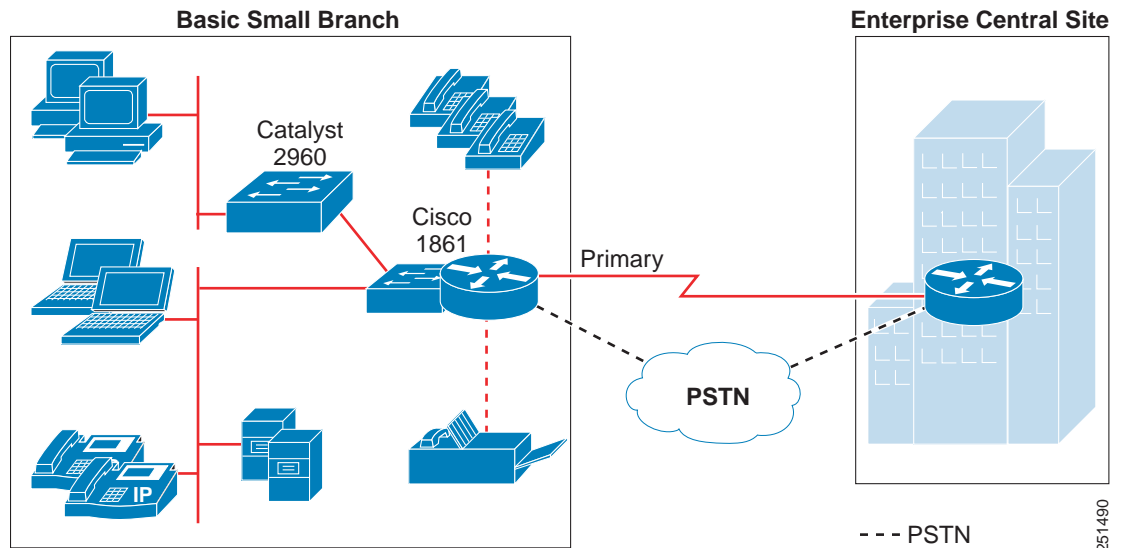 Basic Small Branch
Enterprise Central Site
Catalyst
2960
Cisco
1861
Primary
PSTN
IP
--- PSTN
251490